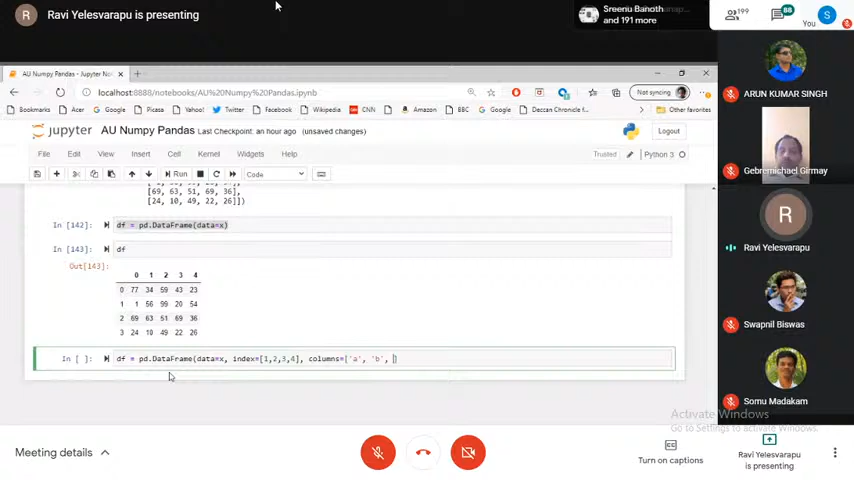 R Ravi Yelesvarapu is presenting
Sreenu Banoth
and 191 more
199
88
You
S
AU Numpy Pandas - Jupyter Not
localhost:8888/notebooks/AU%20Numpy%20Pandas.ipynb
Not syncing
Bookmarks Acer Google Picasa Yahoo! Twitter Facebook Wikipedia CNN Amazon BBC Google Deccan Chronicle Other favorites
jupyter AU Numpy Pandas Last Checkpoint: an hour ago (unsaved changes) Logout
File Edit View Insert Cell Kernel Widgets Help Trusted Python 3
Run Code
[69, 63, 51, 69, 36],
[24, 10, 49, 22, 26]])
In [142]: df = pd.DataFrame(data=x)
In [143]: df
Out[143]:
0 1 2 3 4
0 77 34 59 43 23
1 1 56 99 20 54
2 69 63 51 69 36
3 24 10 49 22 26
In [ ]: df = pd.DataFrame(data=x, index=[1,2,3,4], columns=['a', 'b', ]
ARUN KUMAR SINGH
Gebremichael Girmay
R
Ravi Yelesvarapu
Swapnil Biswas
Somu Madakam
Activate Windows
Go to Settings to activate Windows.
Meeting details
Turn on captions
Ravi Yelesvarapu
is presenting